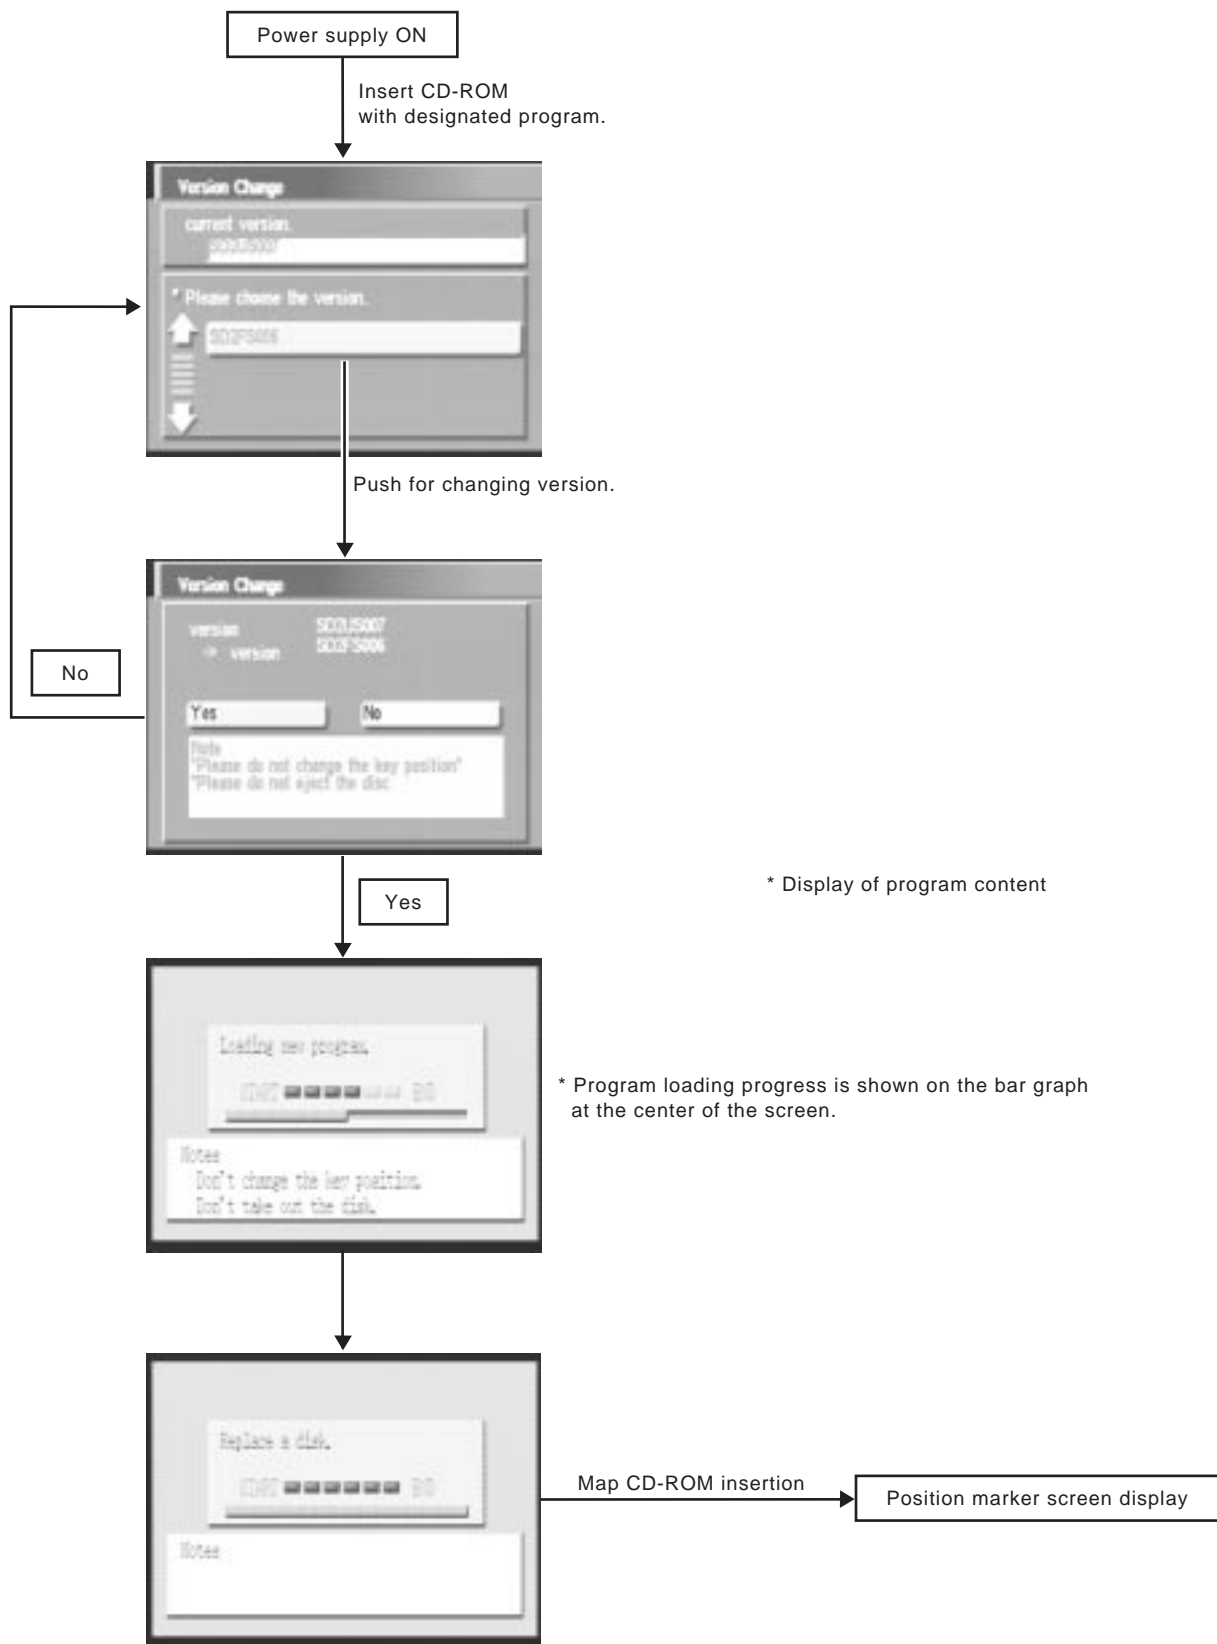 Power supply ON
Insert CD-ROM
with designated program.
Version Change
current version.
* Please choose the version.
SD2FS006
Push for changing version.
Version Change
version SD2US007
version SD2FS006
No
Yes No
Note
"Please do not change the key position"
"Please do not eject the disc
* Display of program content
Yes
Loading new program.
* Program loading progress is shown on the bar graph
at the center of the screen.
Notes
Don't change the key position.
Don't take out the disk.
Replace a disk.
Map CD-ROM insertion
Position marker screen display
Notes